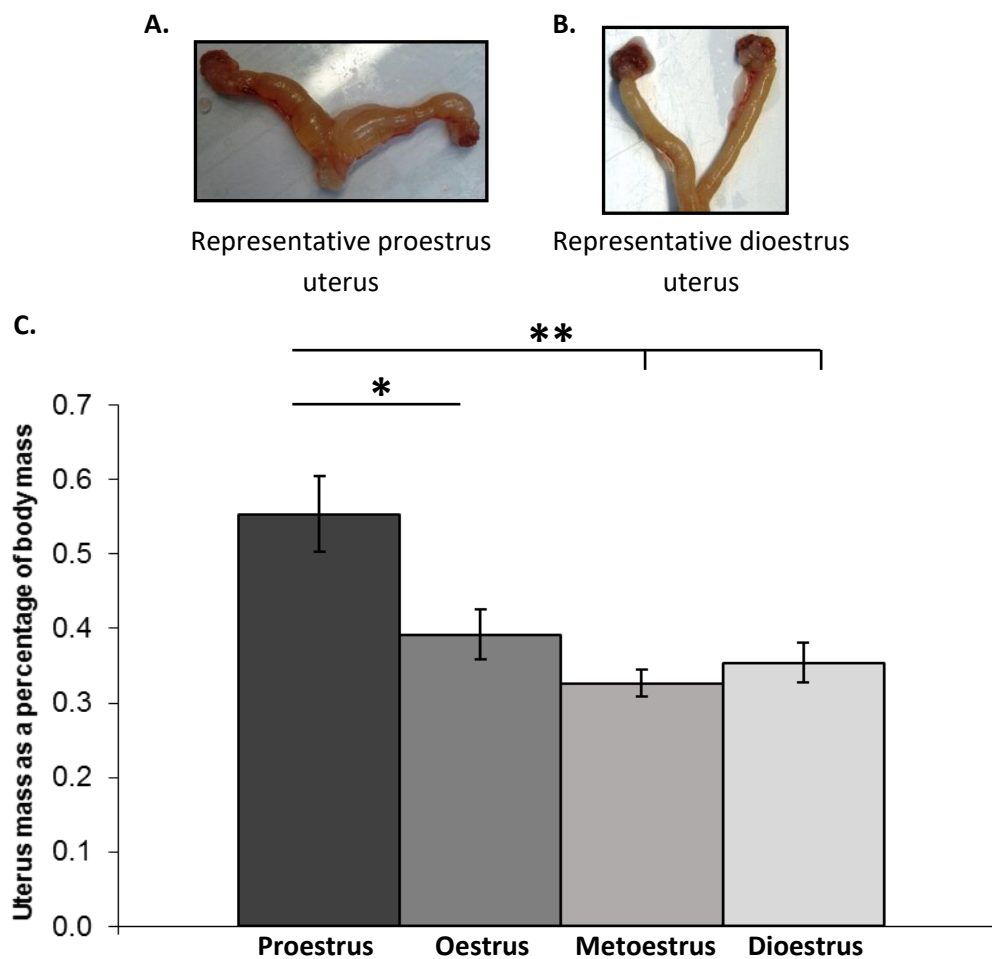 A.
B.
Representative proestrus
uterus
Representative dioestrus
uterus
C.
**
*
Uterus mass as a percentage of body mass
0.7
0.6
0.5
0.4
0.3
0.2
0.1
0.0
Proestrus
Oestrus
Metoestrus
Dioestrus